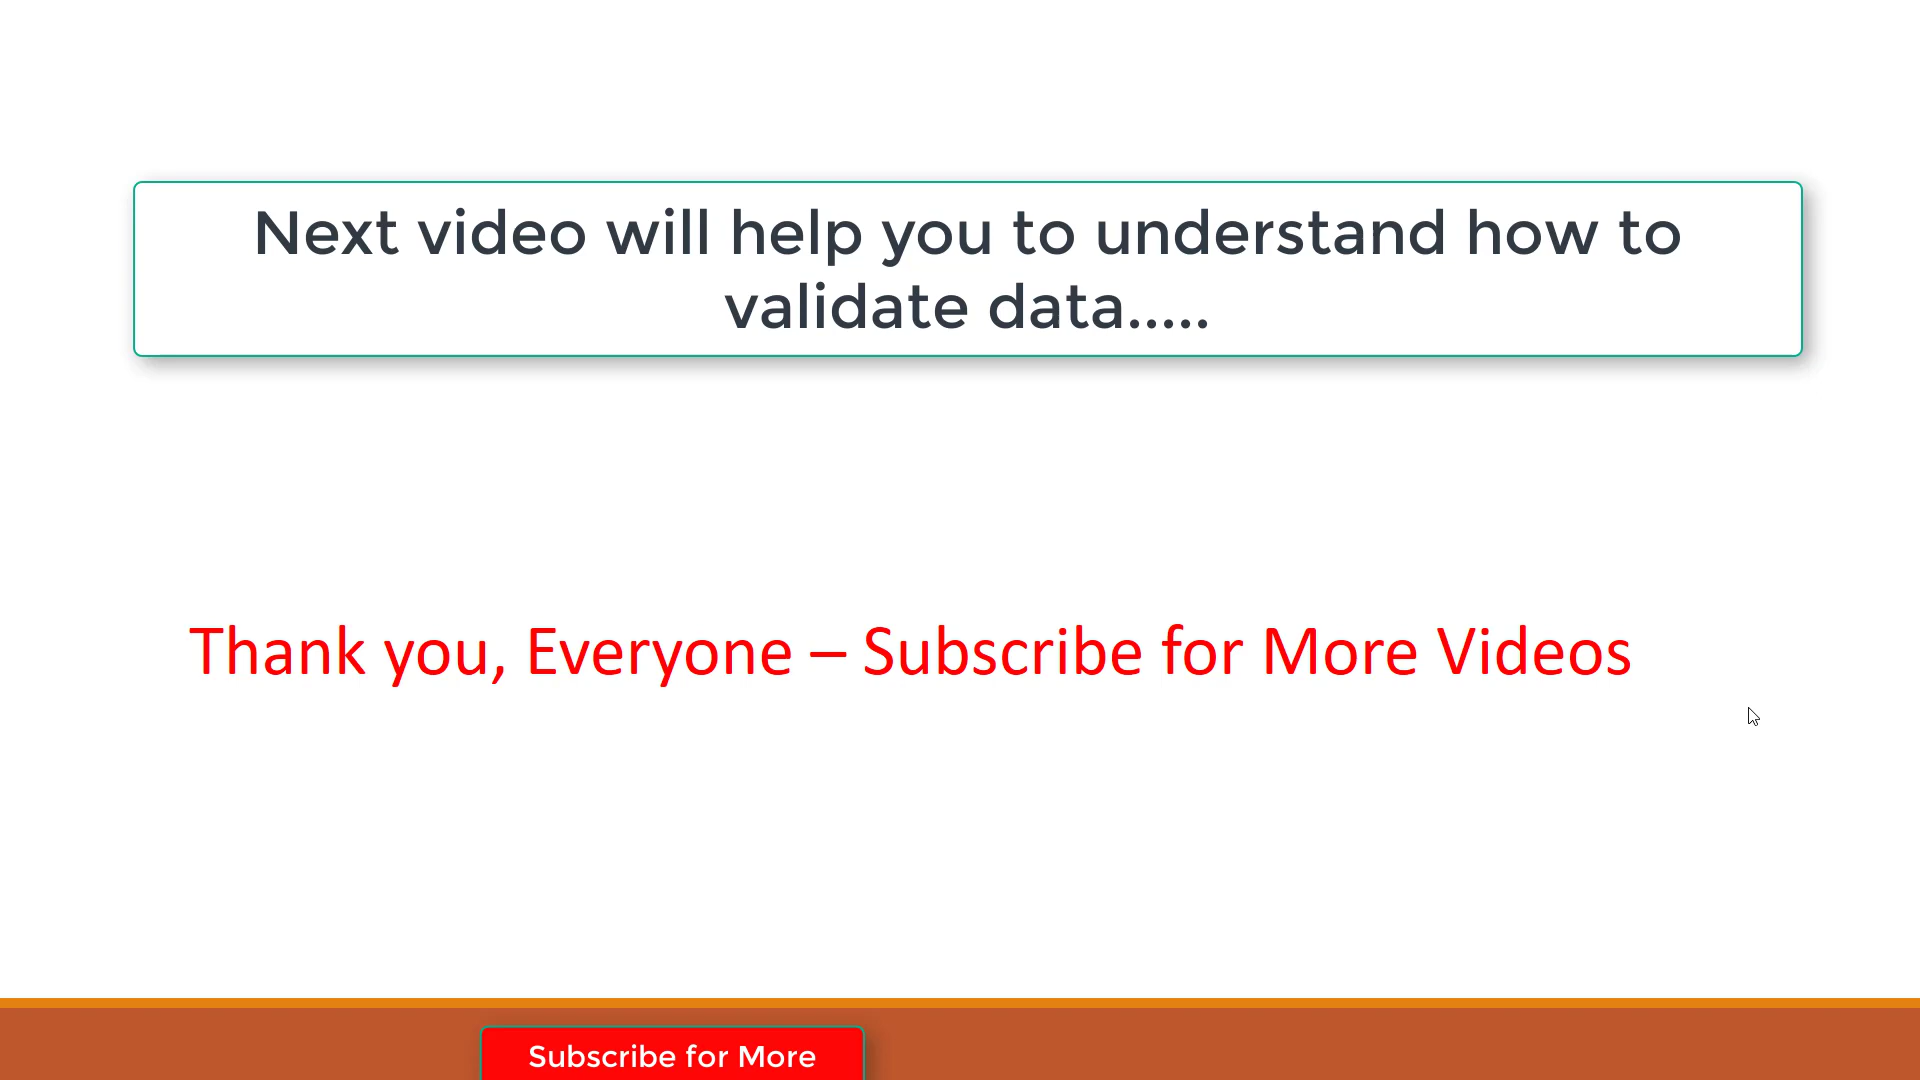 Next video will help you to understand how to
validate data.....
Thank you, Everyone – Subscribe for More Videos
Subscribe for More